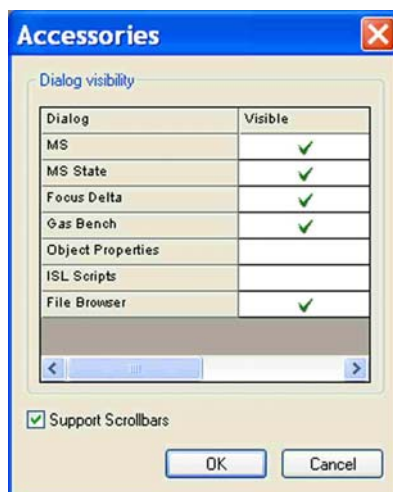 Accessories
Dialog visibility
Dialog Visible
MS
MS State
Focus Delta
Gas Bench
Object Properties
ISL Scripts
File Browser
Support Scrollbars
OK Cancel